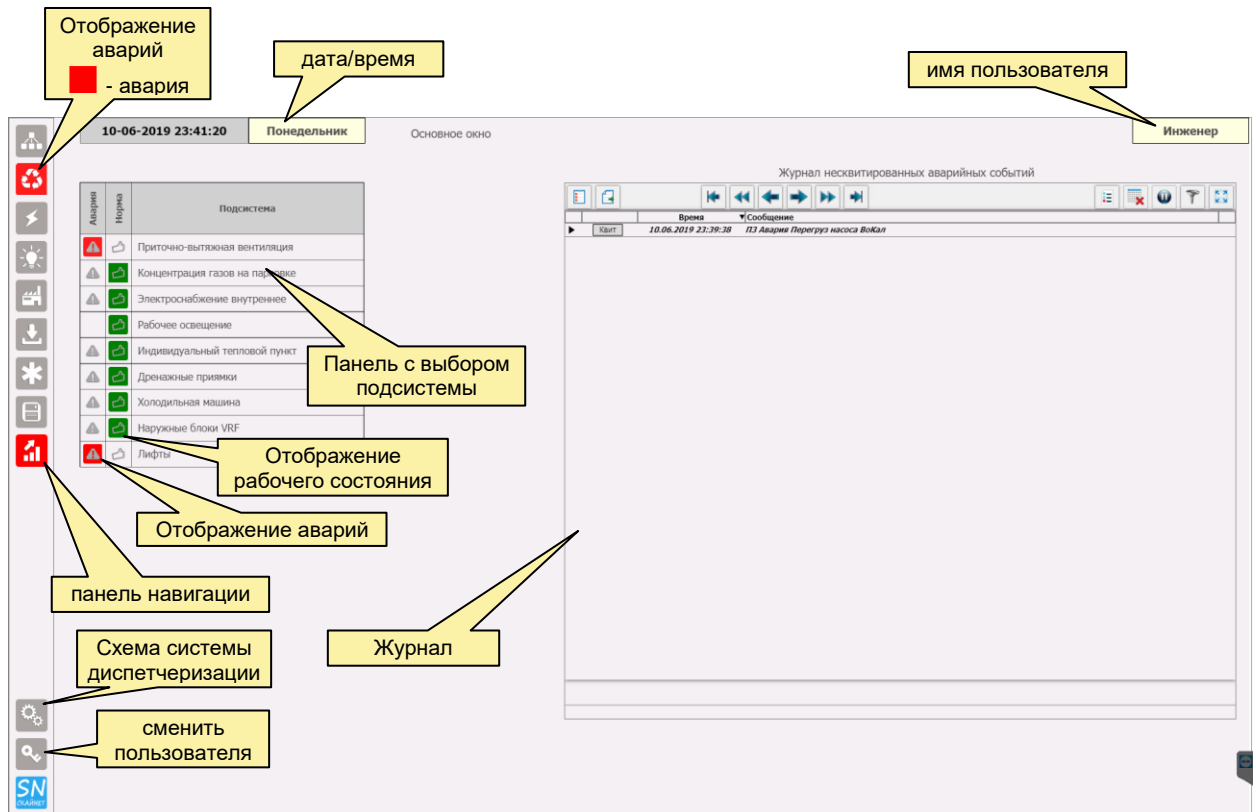 Отображение
аварий
- авария
дата/время
имя пользователя
10-06-2019 23:41:20
Понедельник
Основное окно
Инженер
Журнал несквитированных аварийных событий
Авария
Норма
Подсистема
Время
Сообщение
Квит
10.06.2019 23:39:38
П3 Авария Перегруз насоса ВоКал
Приточно-вытяжная вентиляция
Концентрация газов на парковке
Электроснабжение внутреннее
Рабочее освещение
Индивидуальный тепловой пункт
Дренажные приямки
Холодильная машина
Наружные блоки VRF
Лифты
Панель с выбором
подсистемы
Отображение
рабочего состояния
Отображение аварий
панель навигации
Журнал
Схема системы
диспетчеризации
сменить
пользователя
SN
СКАЙНЕТ